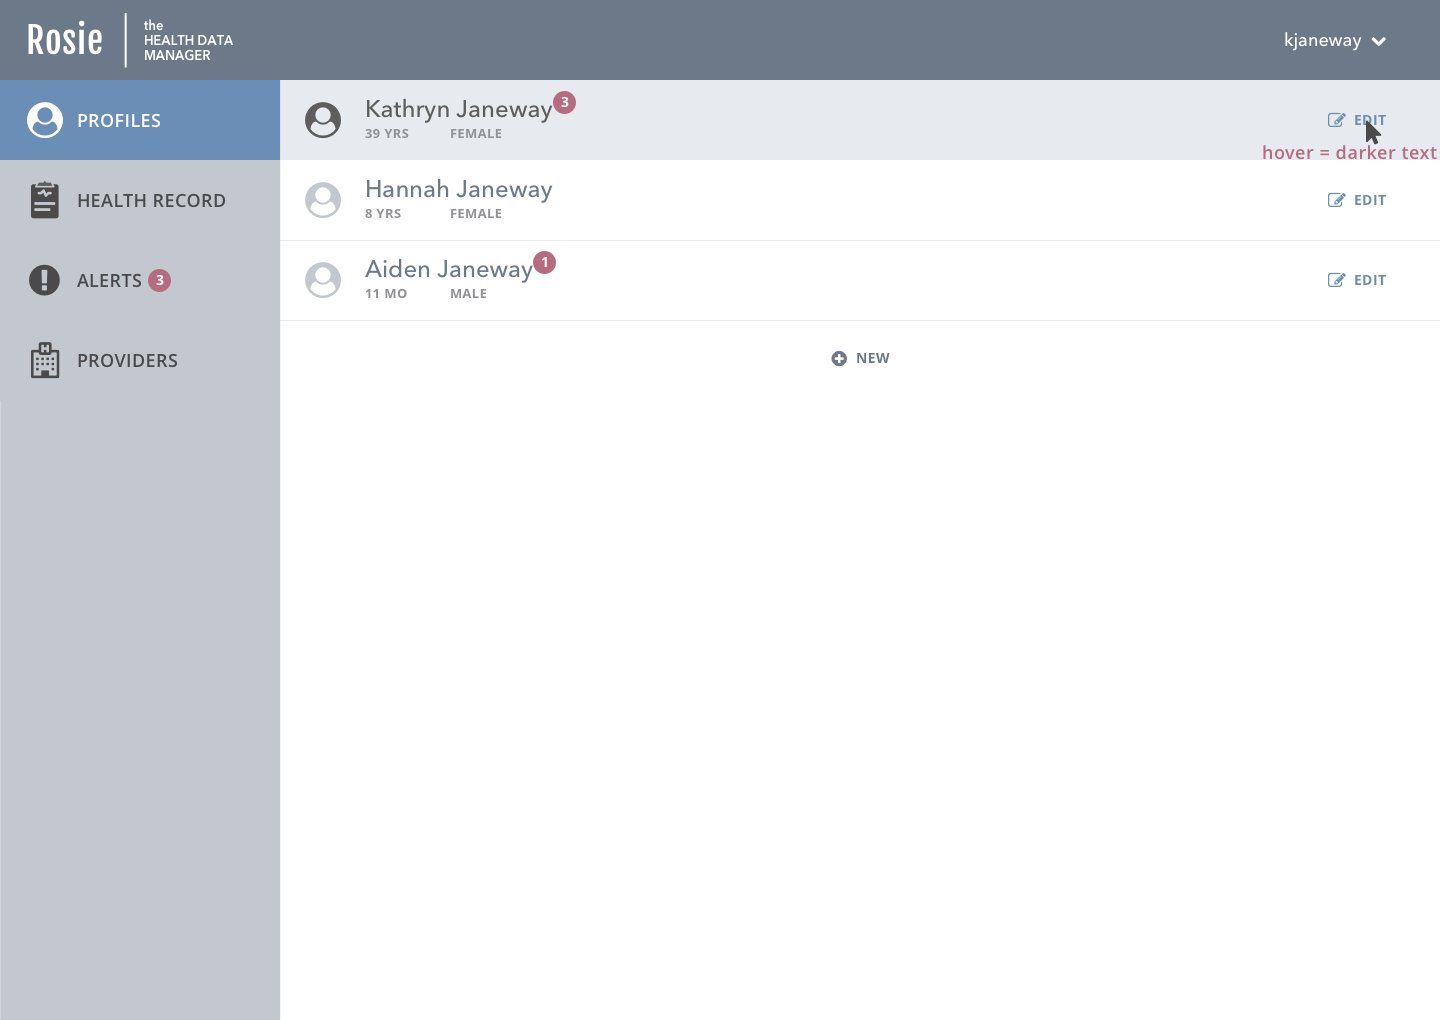 Rosie
the
HEALTH DATA
MANAGER
kjaneway
PROFILES
HEALTH RECORD
ALERTS 3
PROVIDERS
Kathryn Janeway 3
39 YRS FEMALE
EDIT
hover = darker text
Hannah Janeway
8 YRS FEMALE
EDIT
Aiden Janeway 1
11 MO MALE
EDIT
NEW